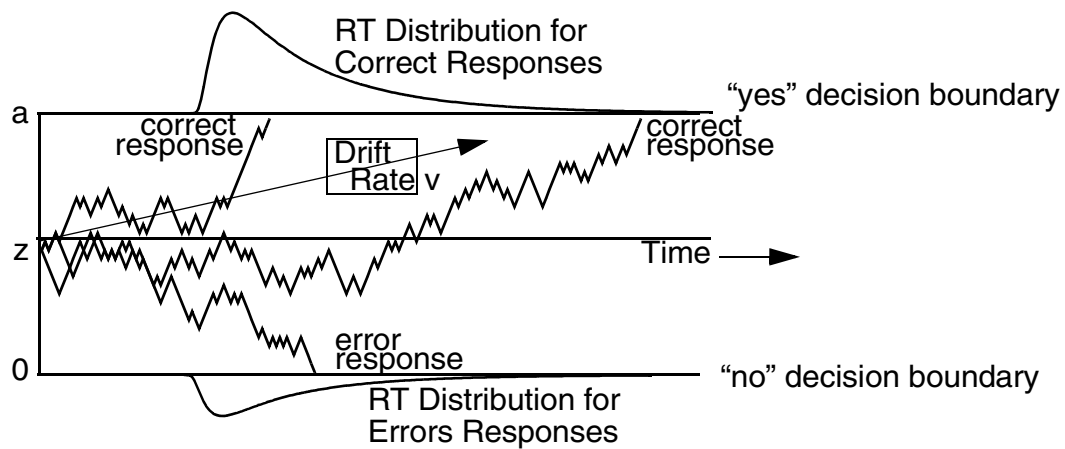 RT Distribution for
Correct Responses
“yes” decision boundary
a
correct
response
Drift
Rate v
correct
response
z
Time
error
response
0
“no” decision boundary
RT Distribution for
Errors Responses